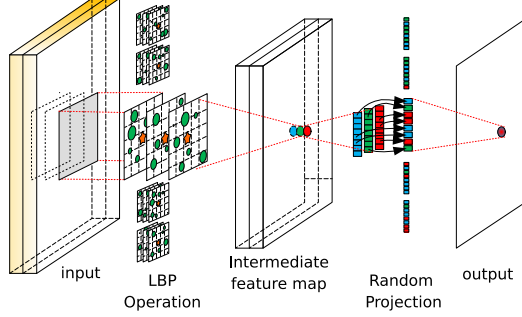 input
LBP
Operation
Intermediate
feature map
Random
Projection
output